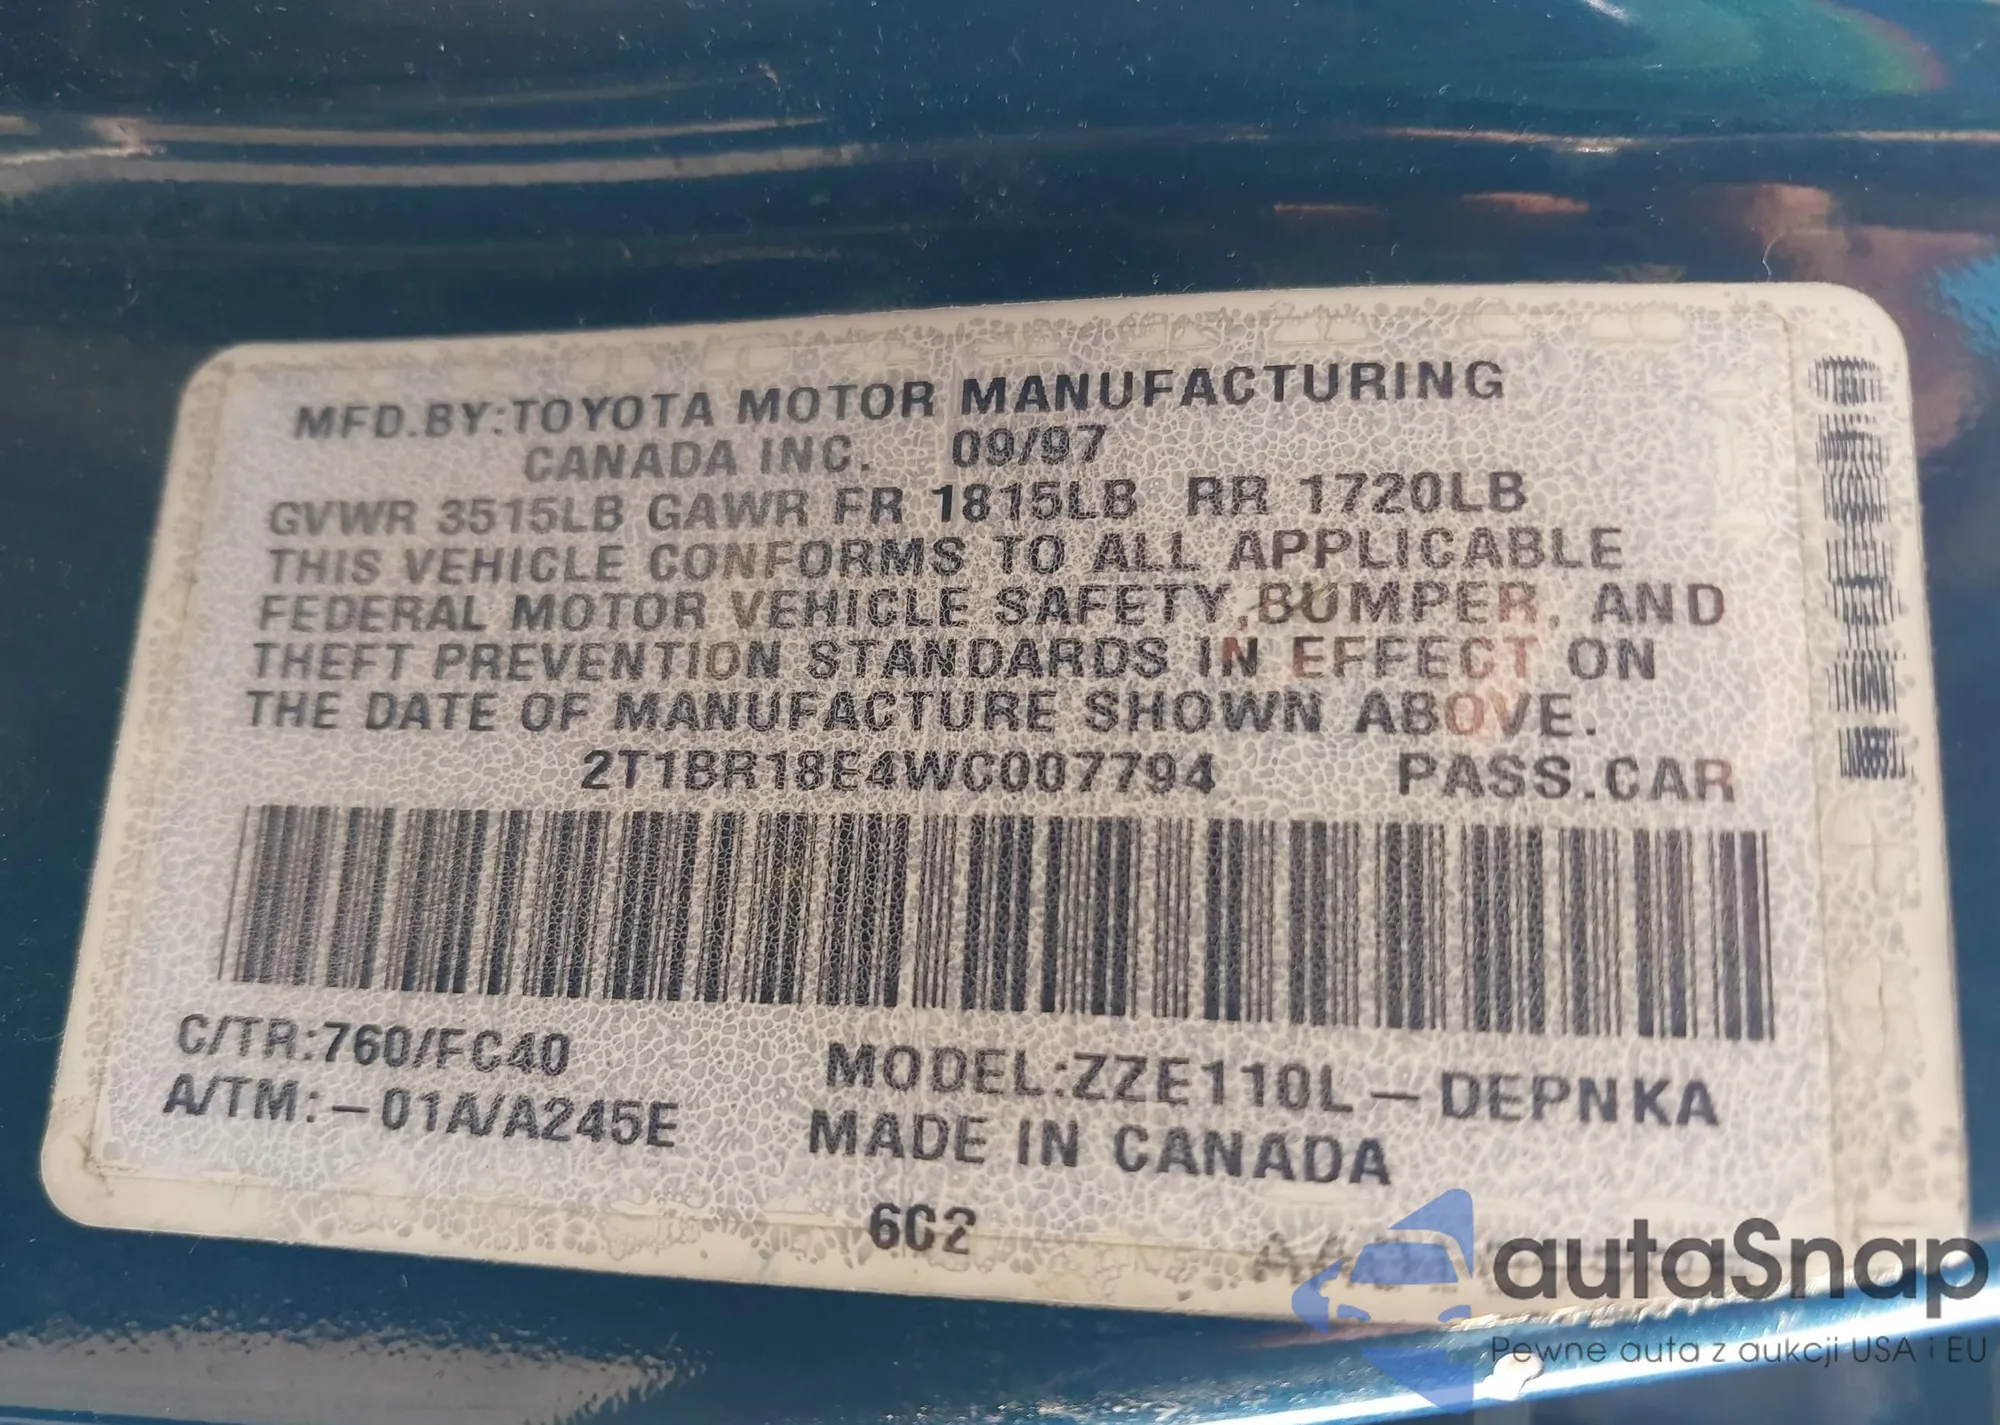 MFD.BY:TOYOTA MOTOR MANUFACTURING
CANADA INC. 09/97
GVWR 3515LB GAWR FR 1815LB RR 1720LB
THIS VEHICLE CONFORMS TO ALL APPLICABLE
FEDERAL MOTOR VEHICLE SAFETY,BUMPER, AND
THEFT PREVENTION STANDARDS IN EFFECT ON
THE DATE OF MANUFACTURE SHOWN ABOVE.
2T1BR18E4WC007794 PASS.CAR
C/TR:760/FC40
A/TM:-01A/A245E
MODEL:ZZE110L-DEPNKA
MADE IN CANADA
6C2
autaSnap
Pewne auta z aukcji USA i EU